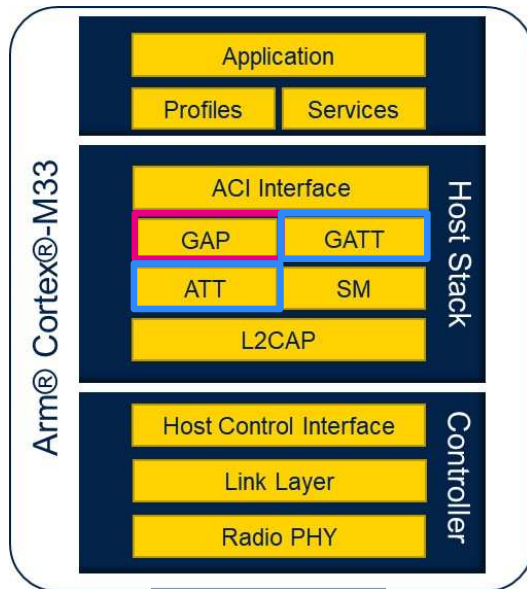 Arm® Cortex®-M33
Application
Profiles Services
Host Stack
ACI Interface
GAP GATT
ATT SM
L2CAP
Controller
Host Control Interface
Link Layer
Radio PHY